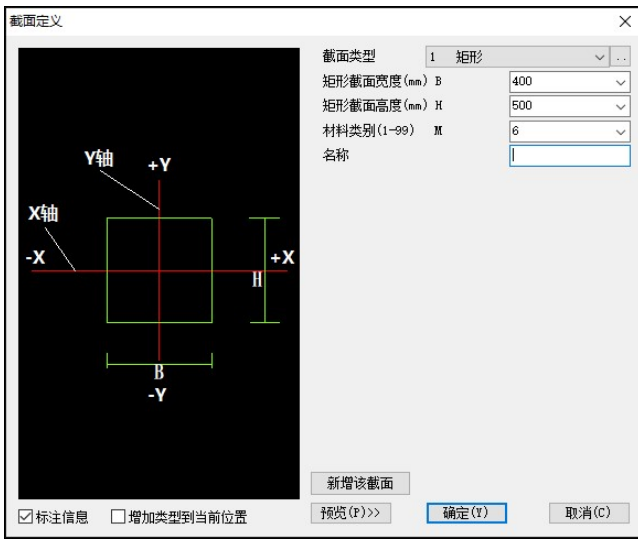 截面定义
截面类型 1 矩形 ..
矩形截面宽度(mm) B 400
矩形截面高度(mm) H 500
材料类别(1-99) M 6
名称
Y轴 +Y
X轴
-X +X
H
B
-Y
新增该截面
标注信息 增加类型到当前位置 预览(P)>> 确定(Y) 取消(C)